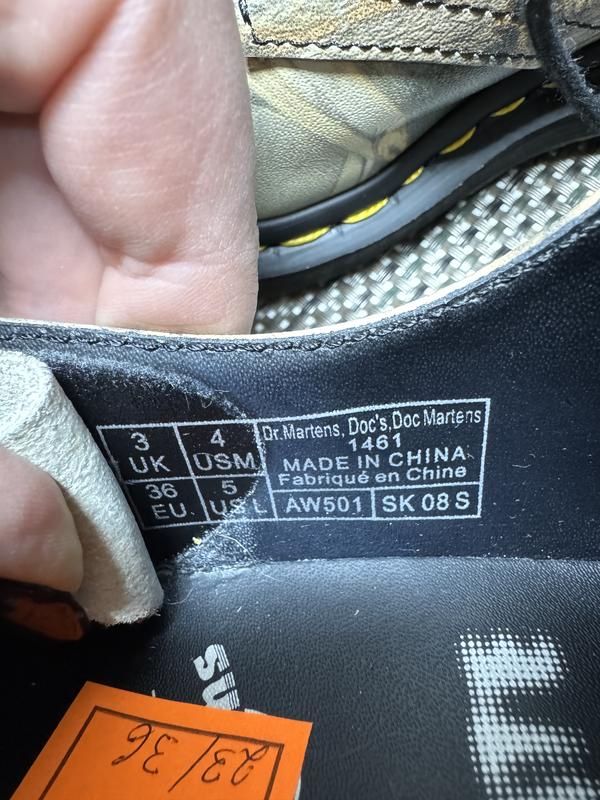 3
UK
4
USM
36
EU
5
US L
Dr.Martens, Doc's, Doc Martens
1461
MADE IN CHINA
Fabriqué en Chine
AW501
SK 08 S
23/36